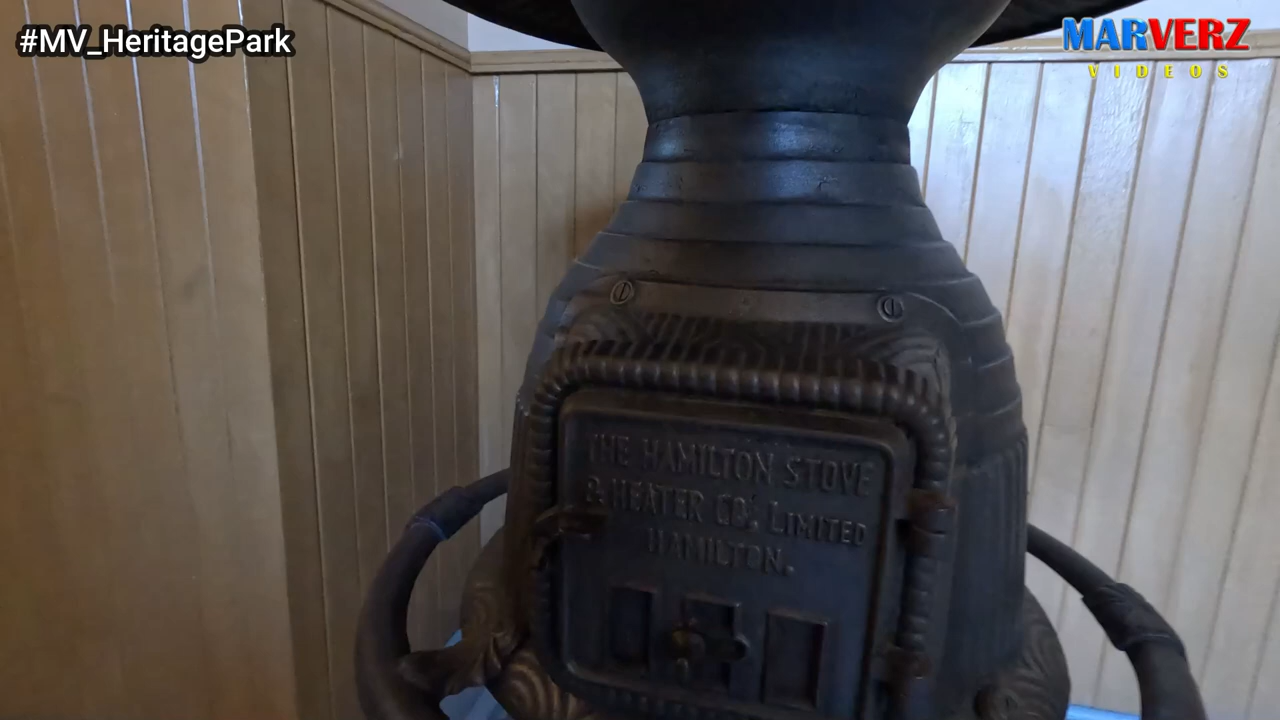 #MV_HeritagePark
MARVERZ
VIDEOS
THE HAMILTON STOVE
& HEATER CO. LIMITED
HAMILTON.